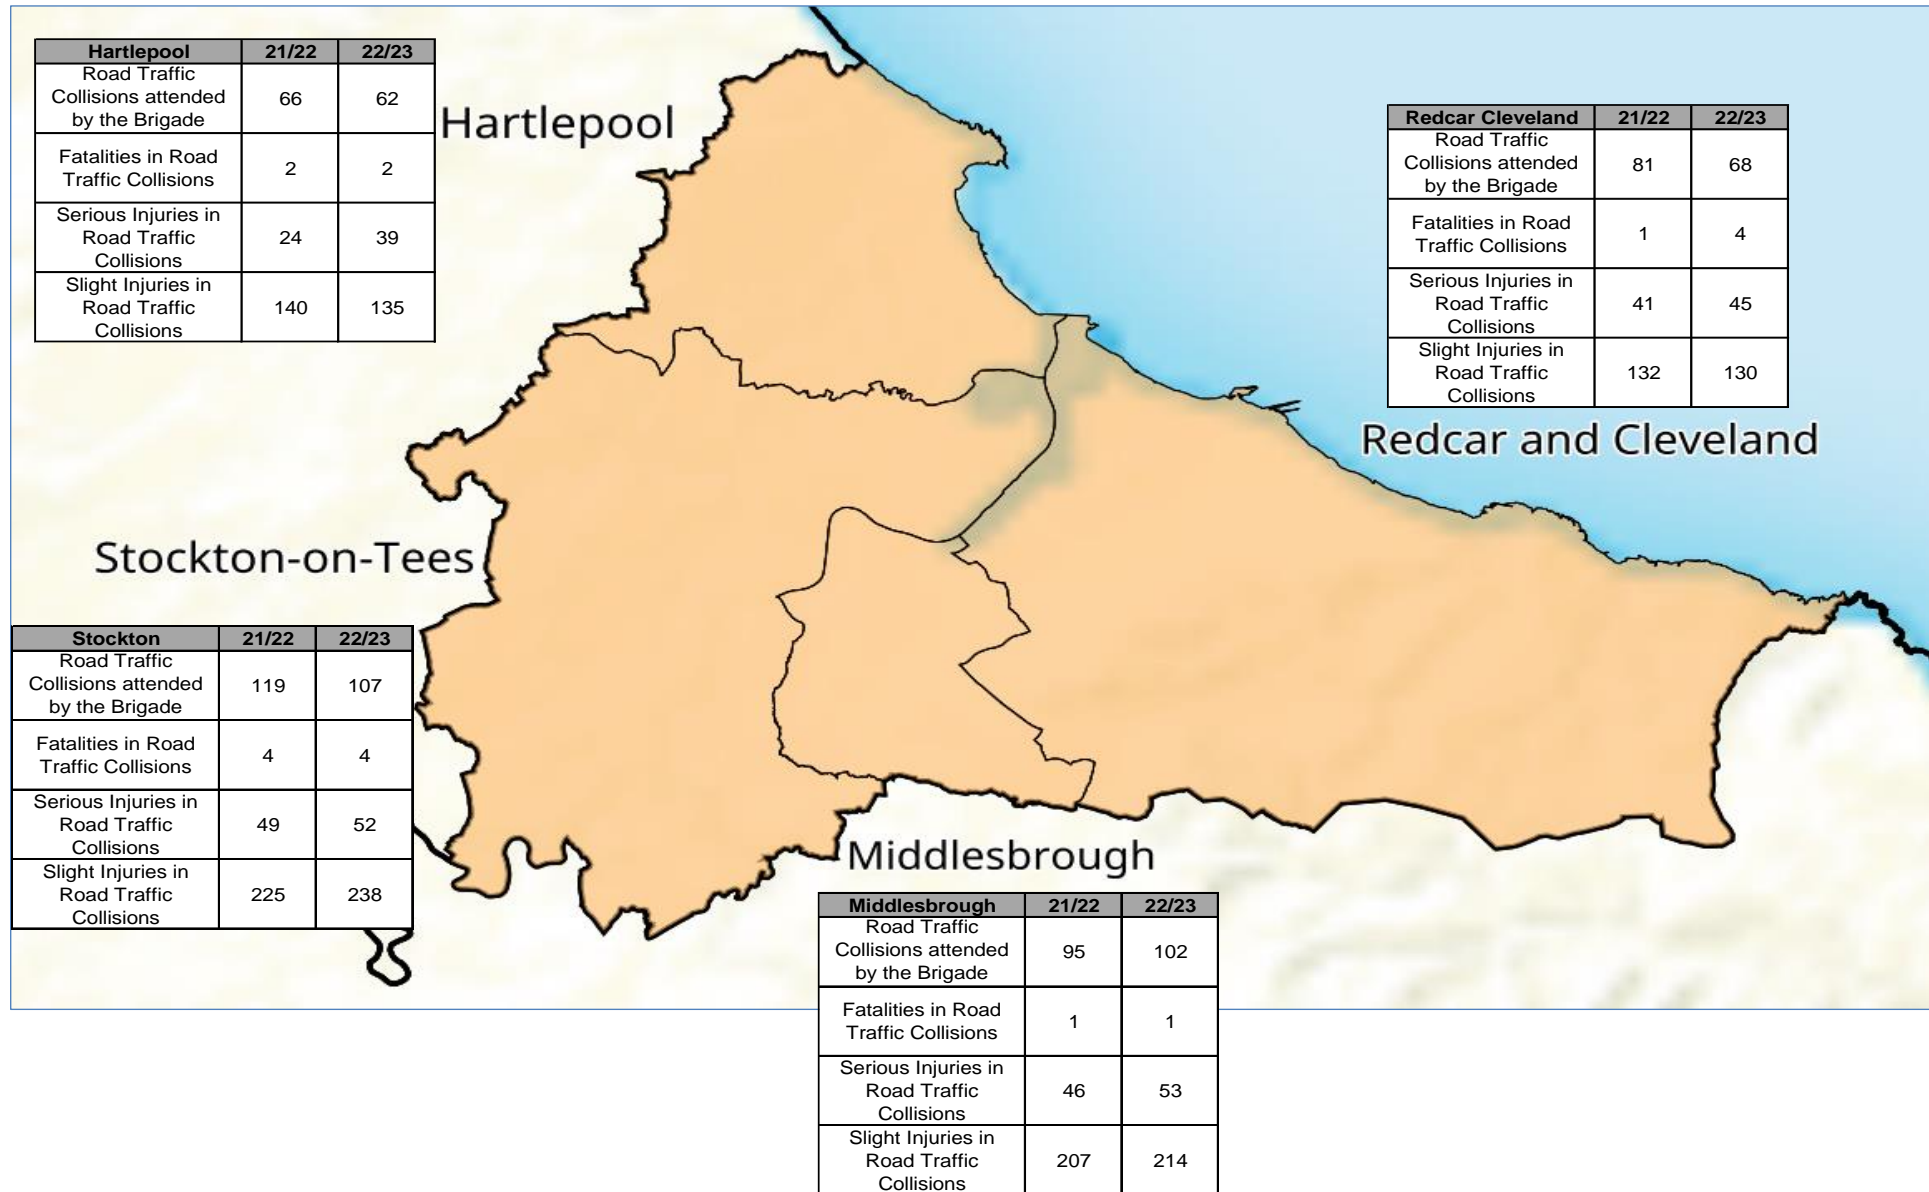 Hartlepool 21/22 22/23
Road Traffic
Collisions attended
by the Brigade
66 62
Fatalities in Road
Traffic Collisions
2 2
Serious Injuries in
Road Traffic
Collisions
24 39
Slight Injuries in
Road Traffic
Collisions
140 135
Hartlepool
Redcar Cleveland 21/22 22/23
Road Traffic
Collisions attended
by the Brigade
81 68
Fatalities in Road
Traffic Collisions
1 4
Serious Injuries in
Road Traffic
Collisions
41 45
Slight Injuries in
Road Traffic
Collisions
132 130
Redcar and Cleveland
Stockton-on-Tees
Stockton 21/22 22/23
Road Traffic
Collisions attended
by the Brigade
119 107
Fatalities in Road
Traffic Collisions
4 4
Serious Injuries in
Road Traffic
Collisions
49 52
Slight Injuries in
Road Traffic
Collisions
225 238
Middlesbrough
Middlesbrough 21/22 22/23
Road Traffic
Collisions attended
by the Brigade
95 102
Fatalities in Road
Traffic Collisions
1 1
Serious Injuries in
Road Traffic
Collisions
46 53
Slight Injuries in
Road Traffic
Collisions
207 214